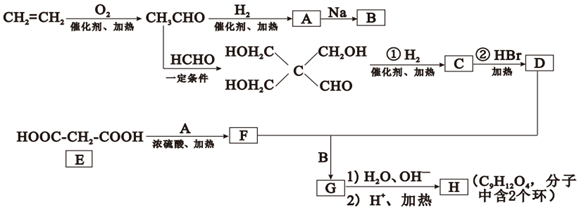 CH₂=CH₂ O₂ 催化剂、加热 CH₃CHO H₂ 催化剂、加热 A Na B
HCHO 一定条件 HOH₂C CH₂OH C HOH₂C CHO ① H₂ 催化剂、加热 C ② HBr 加热 D
HOOC-CH₂-COOH A 浓硫酸、加热 F
E
B
G 1) H₂O、OH⁻ 2) H⁺、加热 H (C₉H₁₂O₄，分子
中含2个环)